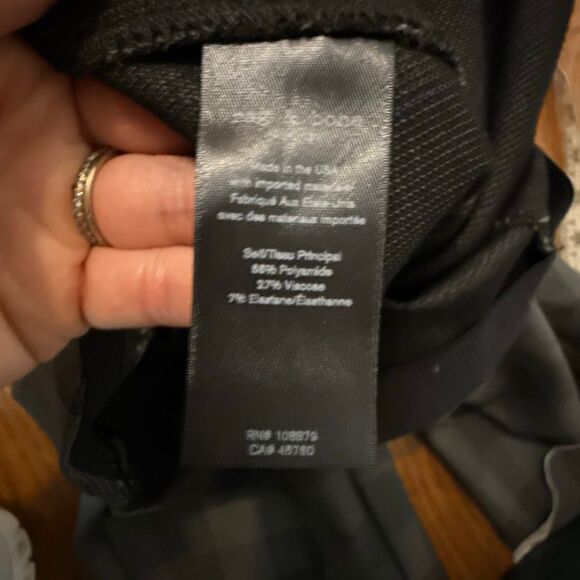 rag & bone
Made in the USA
with imported materials
Fabriqué Aux États-Unis
avec des materiaux importés
Self/Tissu Principal
66% Polyamide
27% Viscose
7% Elastane/Élasthanne
RN# 108879
CA# 45760